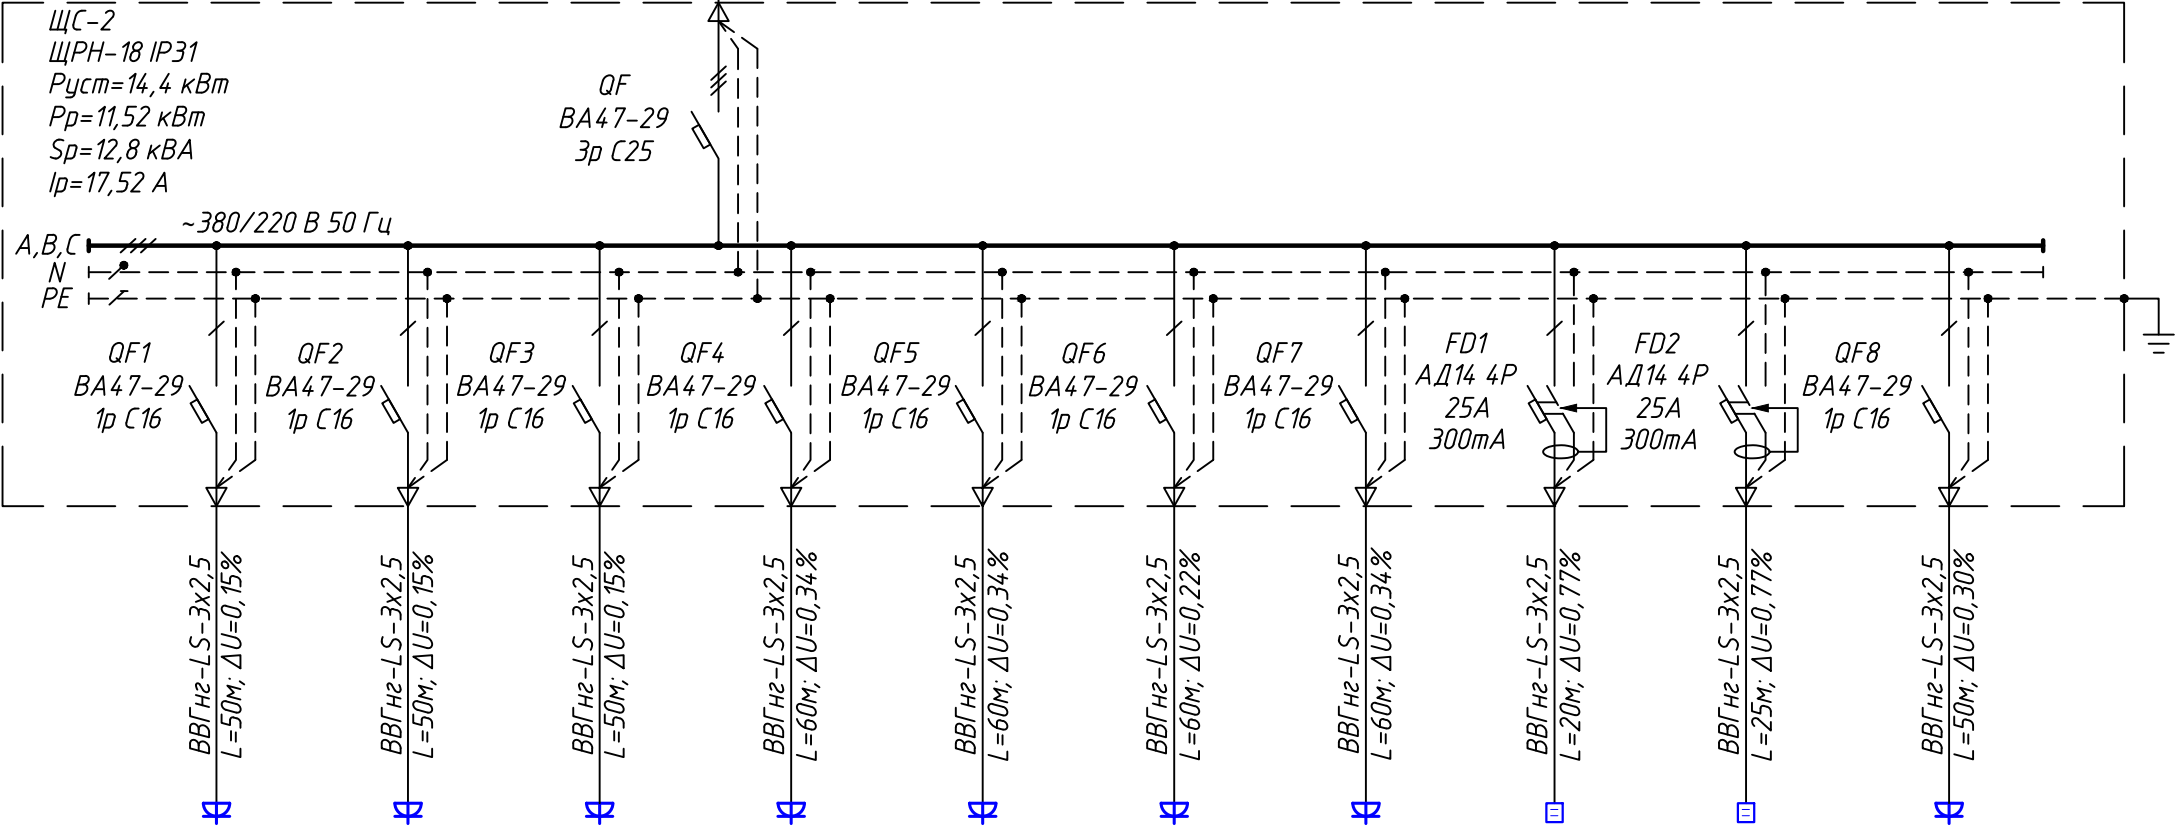 ЩС-2
ЩРН-18 IP31
Руст=14,4 кВт
Рр=11,52 кВт
Sр=12,8 кВА
Iр=17,52 А
QF
ВА47-29
3р С25
~380/220 В 50 Гц
А,В,С
N
PE
QF1
ВА47-29
1р С16
QF2
ВА47-29
1р С16
QF3
ВА47-29
1р С16
QF4
ВА47-29
1р С16
QF5
ВА47-29
1р С16
QF6
ВА47-29
1р С16
QF7
ВА47-29
1р С16
FD1
АД14 4Р
25А
300mA
FD2
АД14 4Р
25А
300mA
QF8
ВА47-29
1р С16
ВВГнг-LS-3х2,5
L=50м; ΔU=0,15%
ВВГнг-LS-3х2,5
L=50м; ΔU=0,15%
ВВГнг-LS-3х2,5
L=50м; ΔU=0,15%
ВВГнг-LS-3х2,5
L=60м; ΔU=0,34%
ВВГнг-LS-3х2,5
L=60м; ΔU=0,34%
ВВГнг-LS-3х2,5
L=60м; ΔU=0,22%
ВВГнг-LS-3х2,5
L=60м; ΔU=0,34%
ВВГнг-LS-3х2,5
L=20м; ΔU=0,77%
ВВГнг-LS-3х2,5
L=25м; ΔU=0,77%
ВВГнг-LS-3х2,5
L=50м; ΔU=0,30%